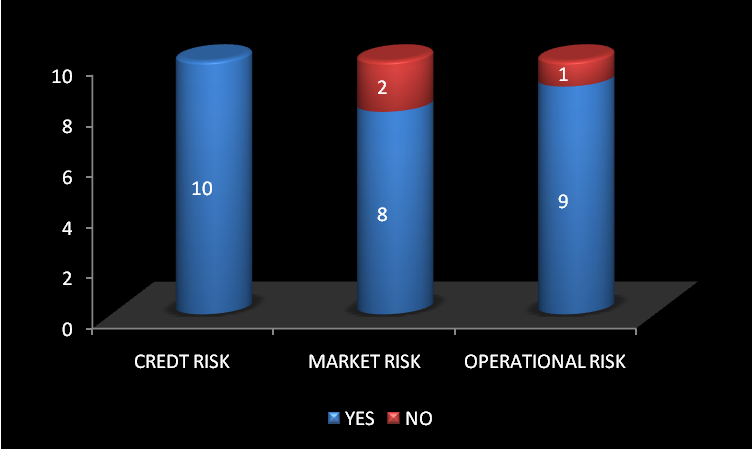 10
8
6
4
2
0
10
2
8
1
9
CREDT RISK
MARKET RISK
OPERATIONAL RISK
YES
NO